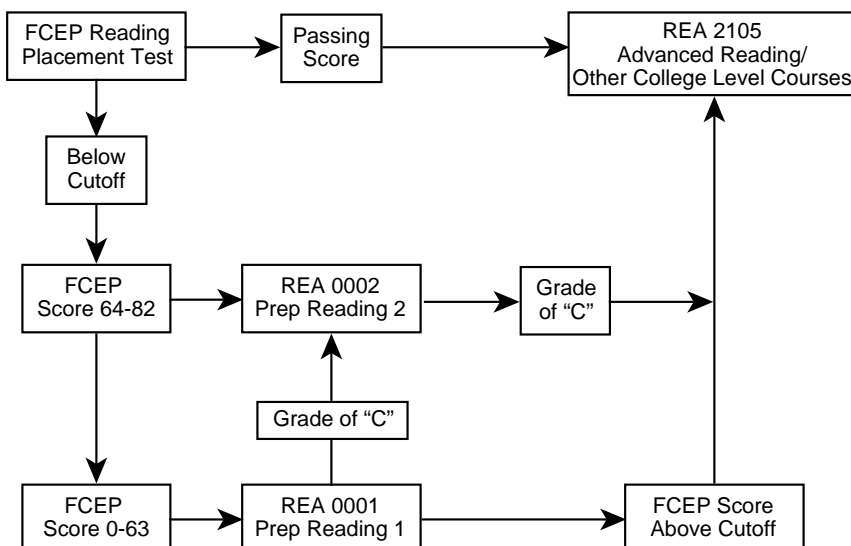 FCEP Reading
Placement Test
Passing
Score
REA 2105
Advanced Reading/
Other College Level Courses
Below
Cutoff
FCEP
Score 64-82
REA 0002
Prep Reading 2
Grade
of “C”
Grade of “C”
FCEP
Score 0-63
REA 0001
Prep Reading 1
FCEP Score
Above Cutoff